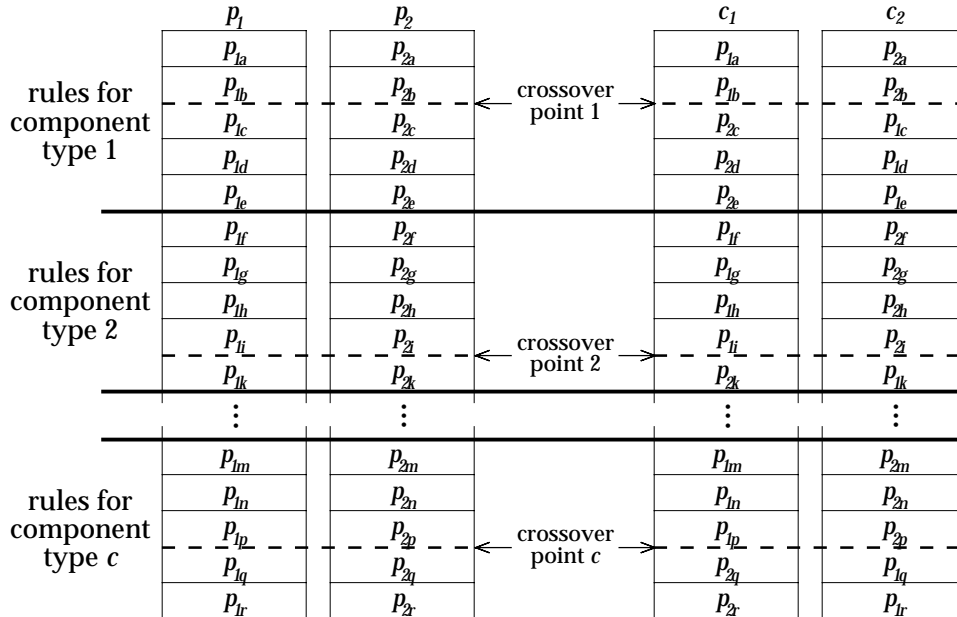 p1 p2 c1 c2
p1a p2a p1a p2a
rules for component type 1
p1b p2b crossover point 1 p1b p2b
p1c p2c p2c p1c
p1d p2d p2d p1d
p1e p2e p2e p1e
p1f p2f p1f p2f
rules for component type 2
p1g p2g p1g p2g
p1h p2h p1h p2h
p1i p2i crossover point 2 p1i p2i
p1k p2k p2k p1k
⋮ ⋮ ⋮ ⋮
p1m p2m p1m p2m
rules for component type c
p1n p2n p1n p2n
p1p p2p crossover point c p1p p2p
p1q p2q p2q p1q
p1r p2r p2r p1r